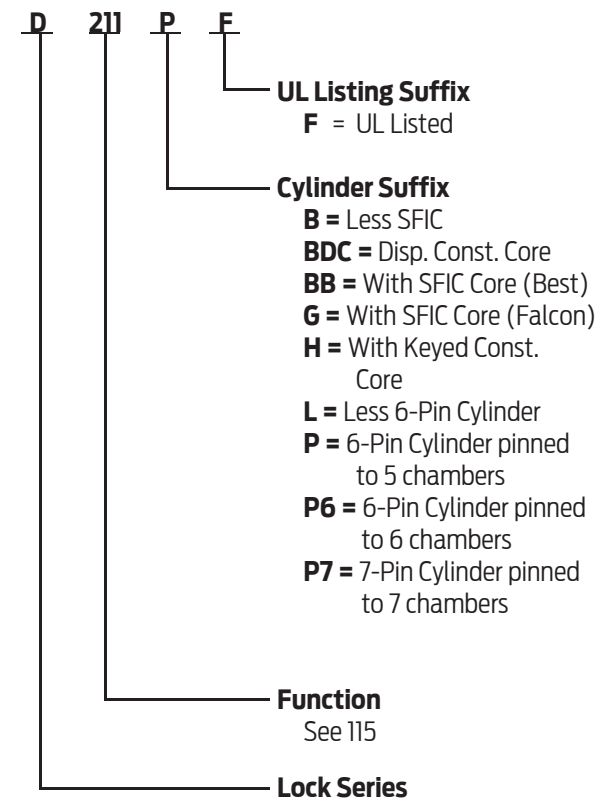 D 211 P F
UL Listing Suffix
F = UL Listed
Cylinder Suffix
B = Less SFIC
BDC = Disp. Const. Core
BB = With SFIC Core (Best)
G = With SFIC Core (Falcon)
H = With Keyed Const.
Core
L = Less 6-Pin Cylinder
P = 6-Pin Cylinder pinned
to 5 chambers
P6 = 6-Pin Cylinder pinned
to 6 chambers
P7 = 7-Pin Cylinder pinned
to 7 chambers
Function
See 115
Lock Series